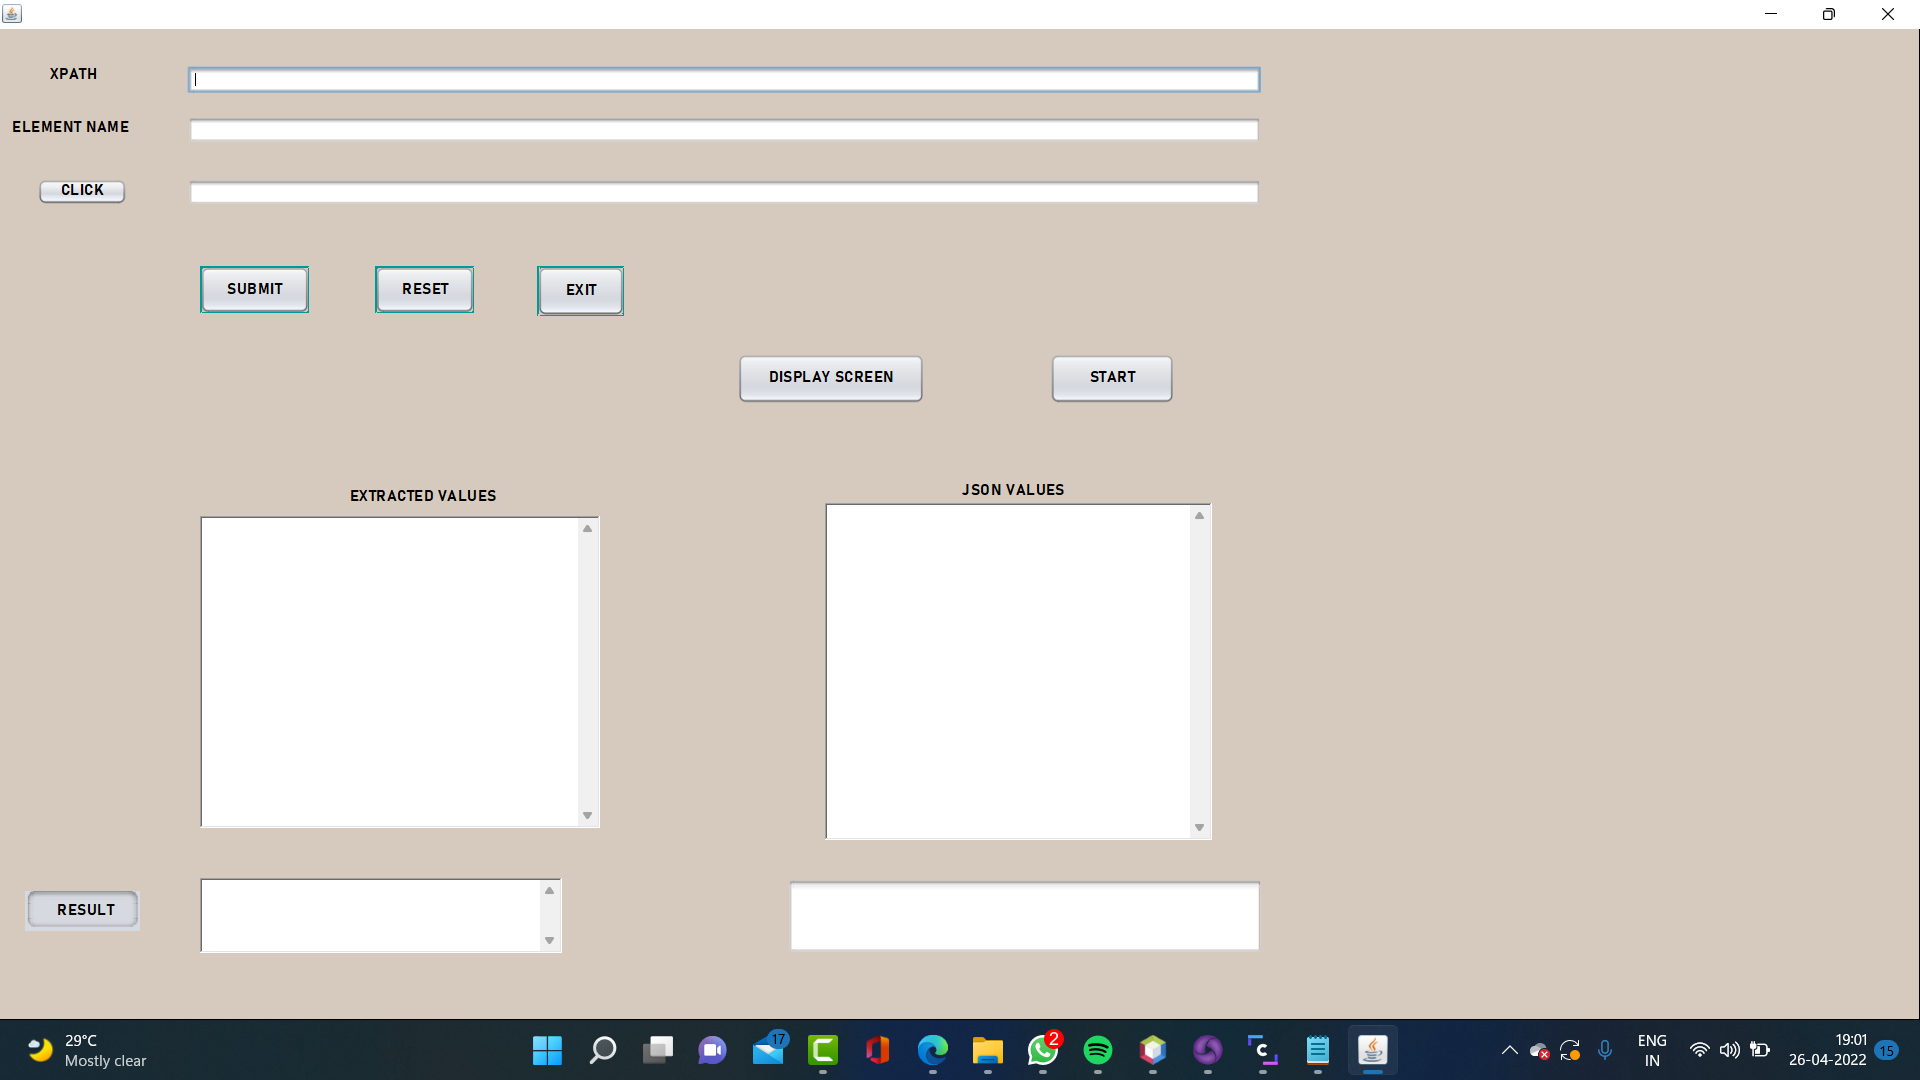 XPATH
ELEMENT NAME
CLICK
SUBMIT RESET EXIT
DISPLAY SCREEN START
EXTRACTED VALUES JSON VALUES
RESULT
29°C
Mostly clear
17
2
ENG
IN
19:01
26-04-2022
15